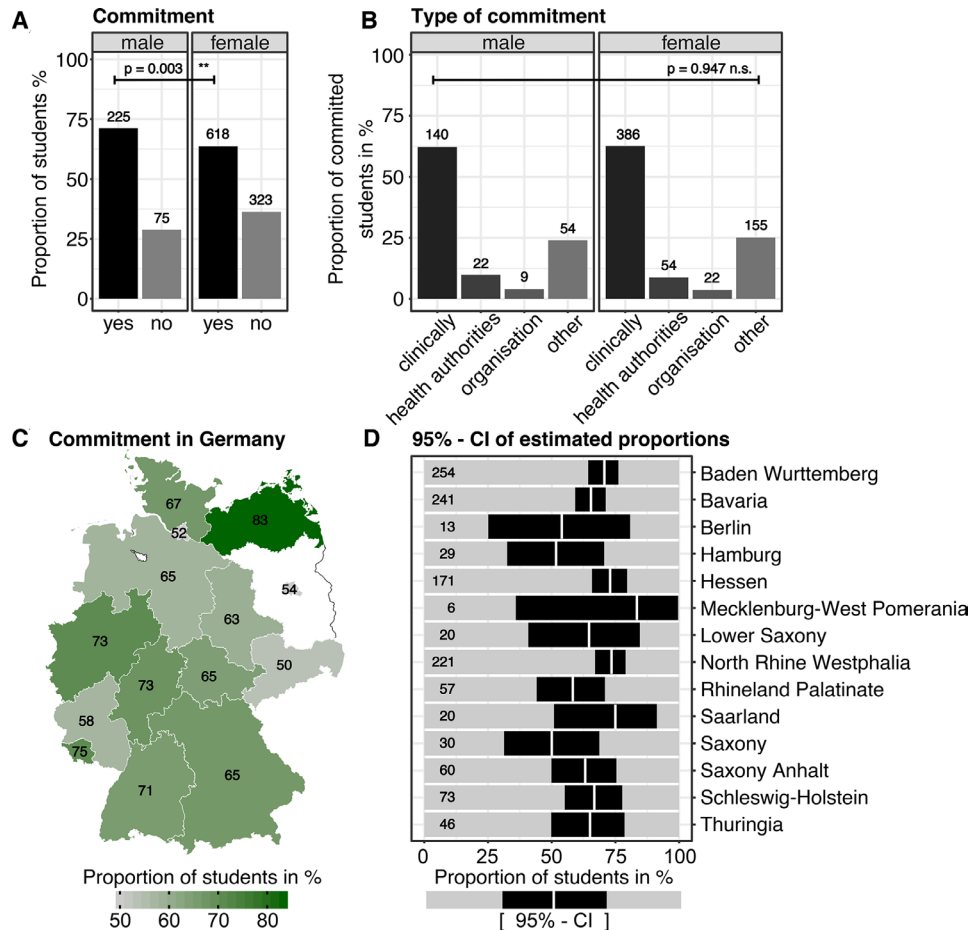 A
Commitment
male
female
Proportion of students %
100
75
50
25
0
p = 0.003
**
225
75
618
323
yes
no
yes
no
B
Type of commitment
male
female
Proportion of committed
students in %
100
75
50
25
0
p = 0.947 n.s.
140
22
9
54
386
54
22
155
clinically
health authorities
organisation
other
clinically
health authorities
organisation
other
C
Commitment in Germany
67
83
52
65
54
63
73
50
73
65
58
75
65
71
Proportion of students in %
50
60
70
80
D
95% - CI of estimated proportions
254
Baden Wurttemberg
241
Bavaria
13
Berlin
29
Hamburg
171
Hessen
6
Mecklenburg-West Pomerania
20
Lower Saxony
221
North Rhine Westphalia
57
Rhineland Palatinate
20
Saarland
30
Saxony
60
Saxony Anhalt
73
Schleswig-Holstein
46
Thuringia
0
25
50
75
100
Proportion of students in %
[ 95% - CI ]